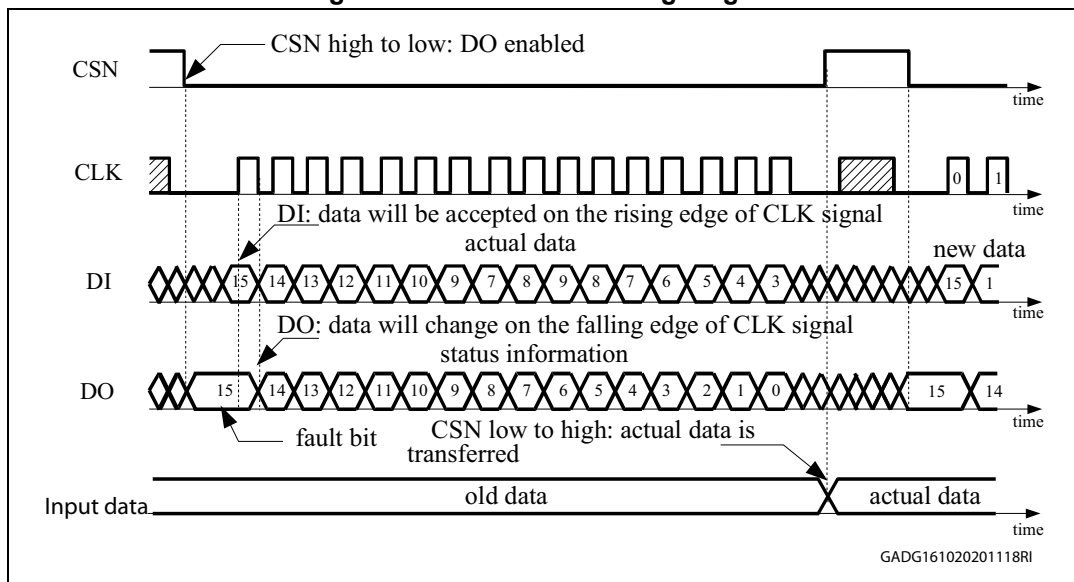 CSN high to low: DO enabled
CSN
time
CLK
0 1
DI: data will be accepted on the rising edge of CLK signal
actual data
new data
DI
15 14 13 12 11 10 9 7 8 9 8 7 6 5 4 3 15 1
time
DO: data will change on the falling edge of CLK signal
status information
DO
15 14 13 12 11 10 9 8 7 6 5 4 3 2 1 0 15 14
time
fault bit
CSN low to high: actual data is
transferred
Input data
old data
actual data
time
GADG161020201118RI